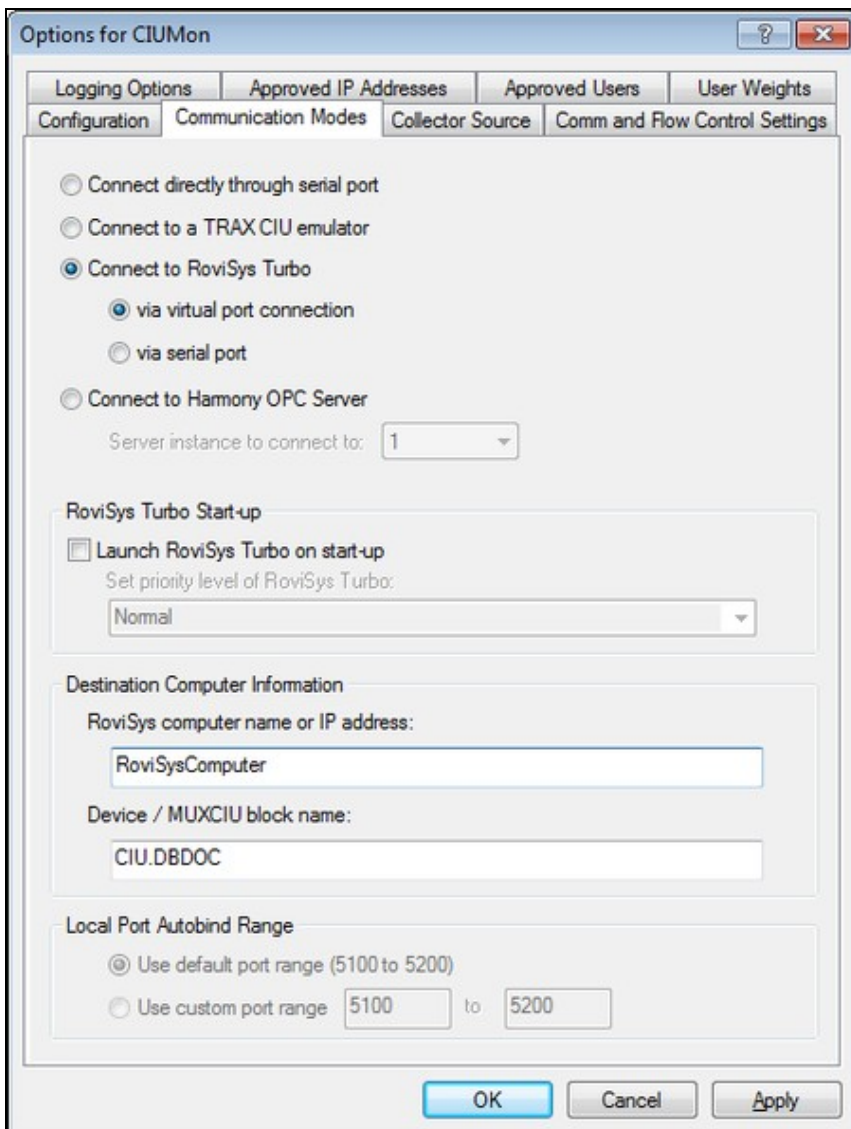 Options for CIUMon
Logging Options Approved IP Addresses Approved Users User Weights
Configuration Communication Modes Collector Source Comm and Flow Control Settings
Connect directly through serial port
Connect to a TRAX CIU emulator
Connect to RoviSys Turbo
via virtual port connection
via serial port
Connect to Harmony OPC Server
Server instance to connect to: 1
RoviSys Turbo Start-up
Launch RoviSys Turbo on start-up
Set priority level of RoviSys Turbo:
Normal
Destination Computer Information
RoviSys computer name or IP address:
RoviSysComputer
Device / MUXCIU block name:
CIU.DBDOC
Local Port Autobind Range
Use default port range (5100 to 5200)
Use custom port range 5100 to 5200
OK Cancel Apply